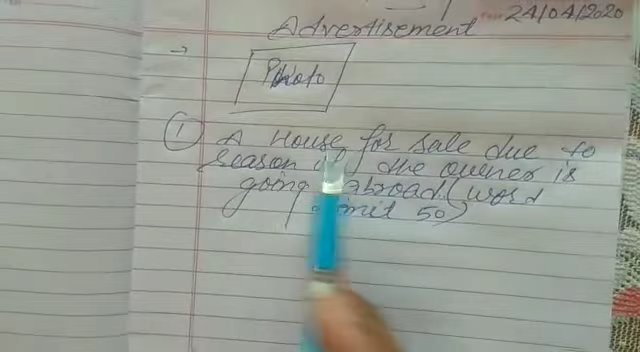 24/04/2020
Advertisement
Photo
① A House for sale due to
reason the owner is
going abroad (word
limit 50)